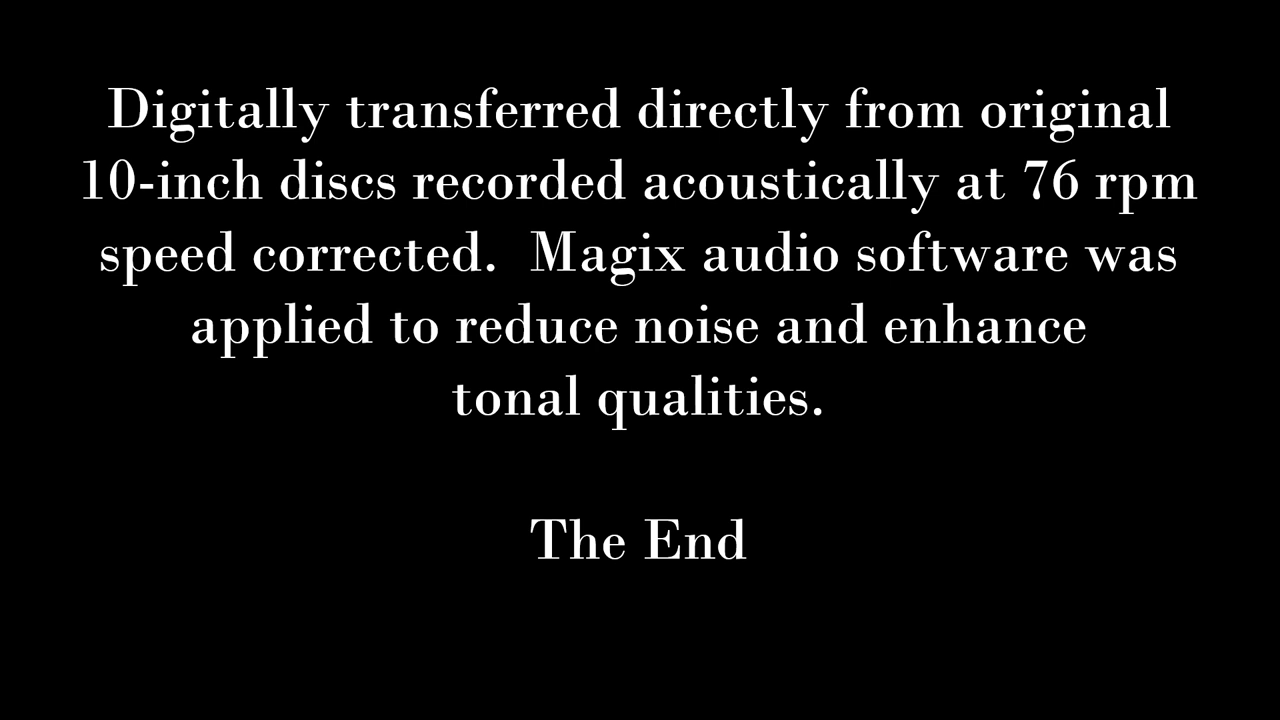 Digitally transferred directly from original
10-inch discs recorded acoustically at 76 rpm
speed corrected.  Magix audio software was
applied to reduce noise and enhance
tonal qualities.
The End